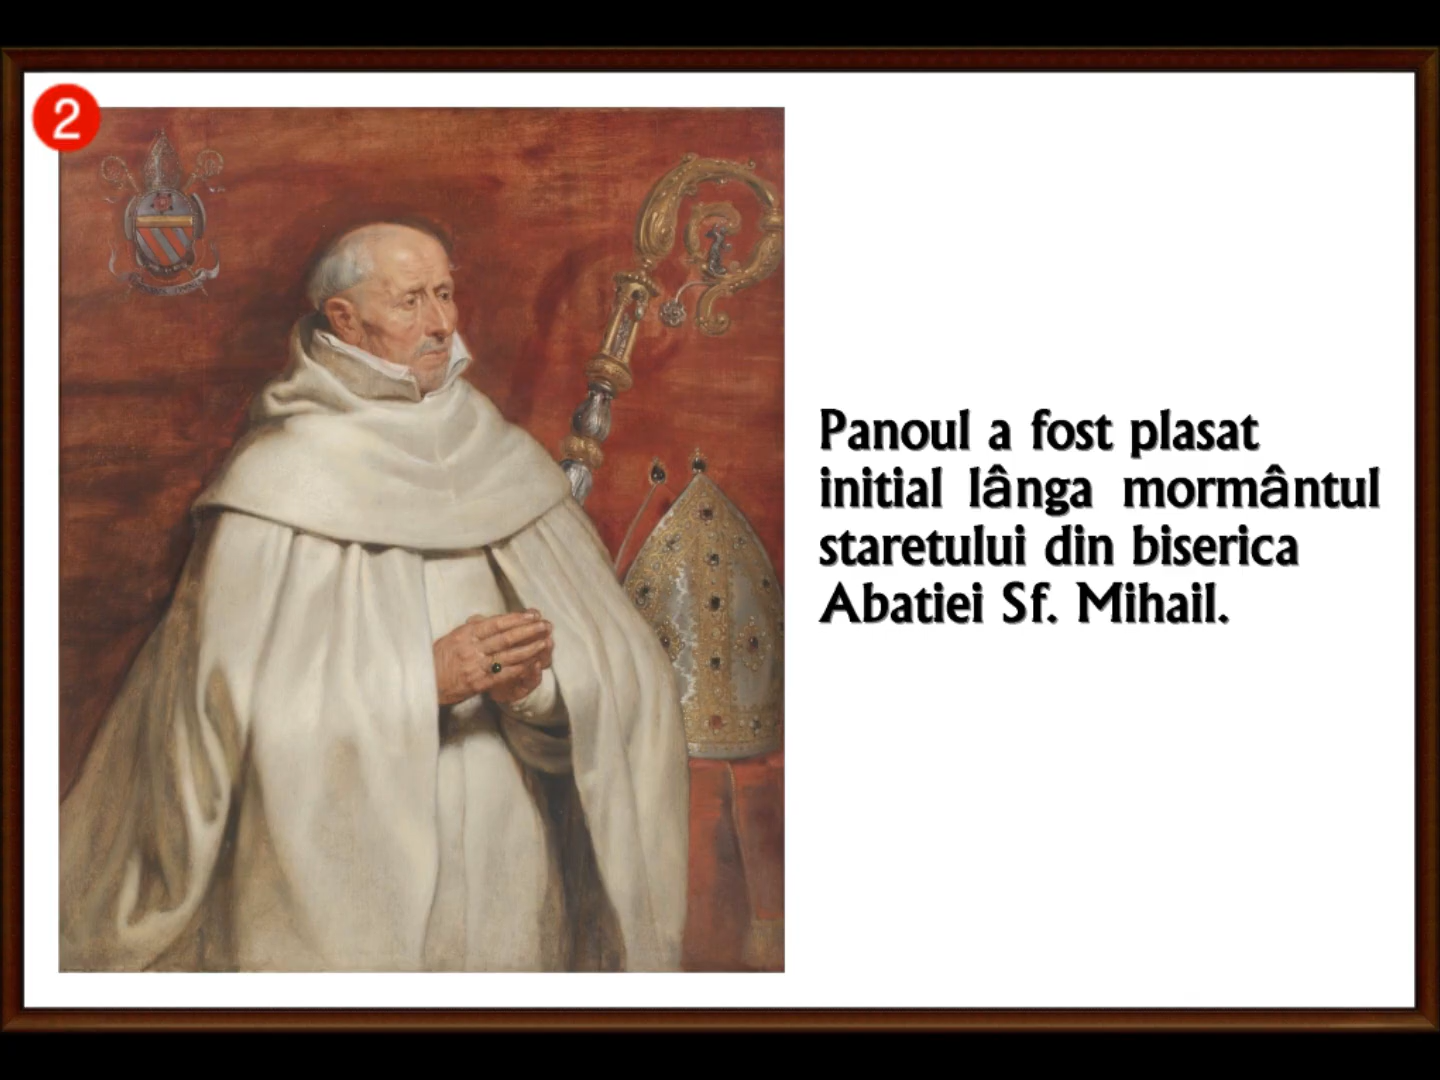 2
Panoul a fost plasat
initial lânga mormântul
staretului din biserica
Abatiei Sf. Mihail.